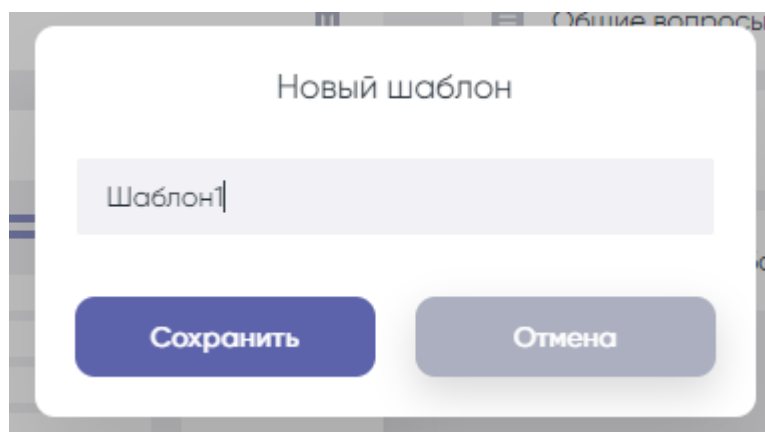 Общие вопросы
Новый шаблон
Шаблон1
Сохранить
Отмена